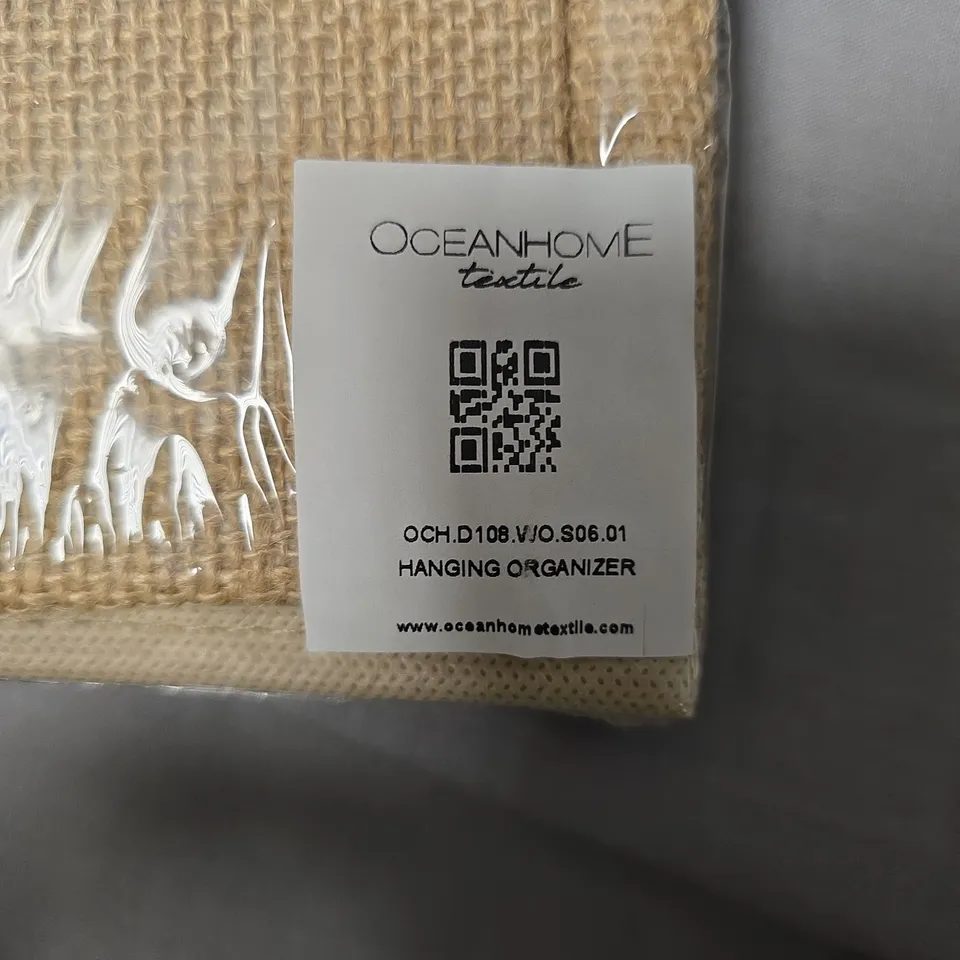 OCEANHOME
textile
OCH.D108.WO.S06.01
HANGING ORGANIZER
www.oceanhometextile.com